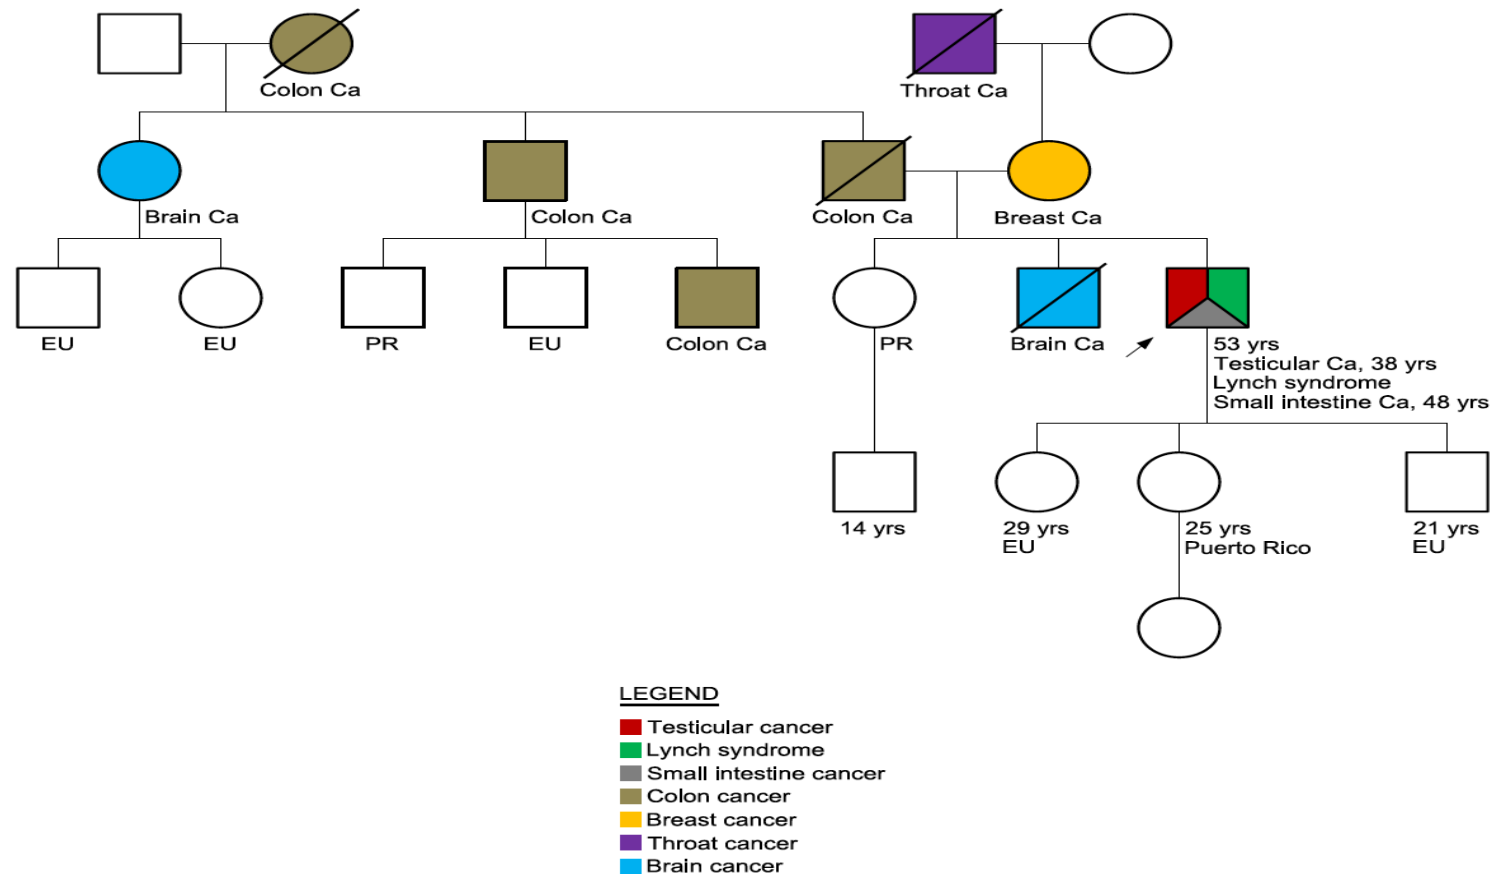 Colon Ca
Throat Ca
Brain Ca
Colon Ca
Colon Ca
Breast Ca
EU
EU
PR
EU
Colon Ca
PR
Brain Ca
53 yrs
Testicular Ca, 38 yrs
Lynch syndrome
Small intestine Ca, 48 yrs
14 yrs
29 yrs
EU
25 yrs
Puerto Rico
21 yrs
EU
LEGEND
Testicular cancer
Lynch syndrome
Small intestine cancer
Colon cancer
Breast cancer
Throat cancer
Brain cancer